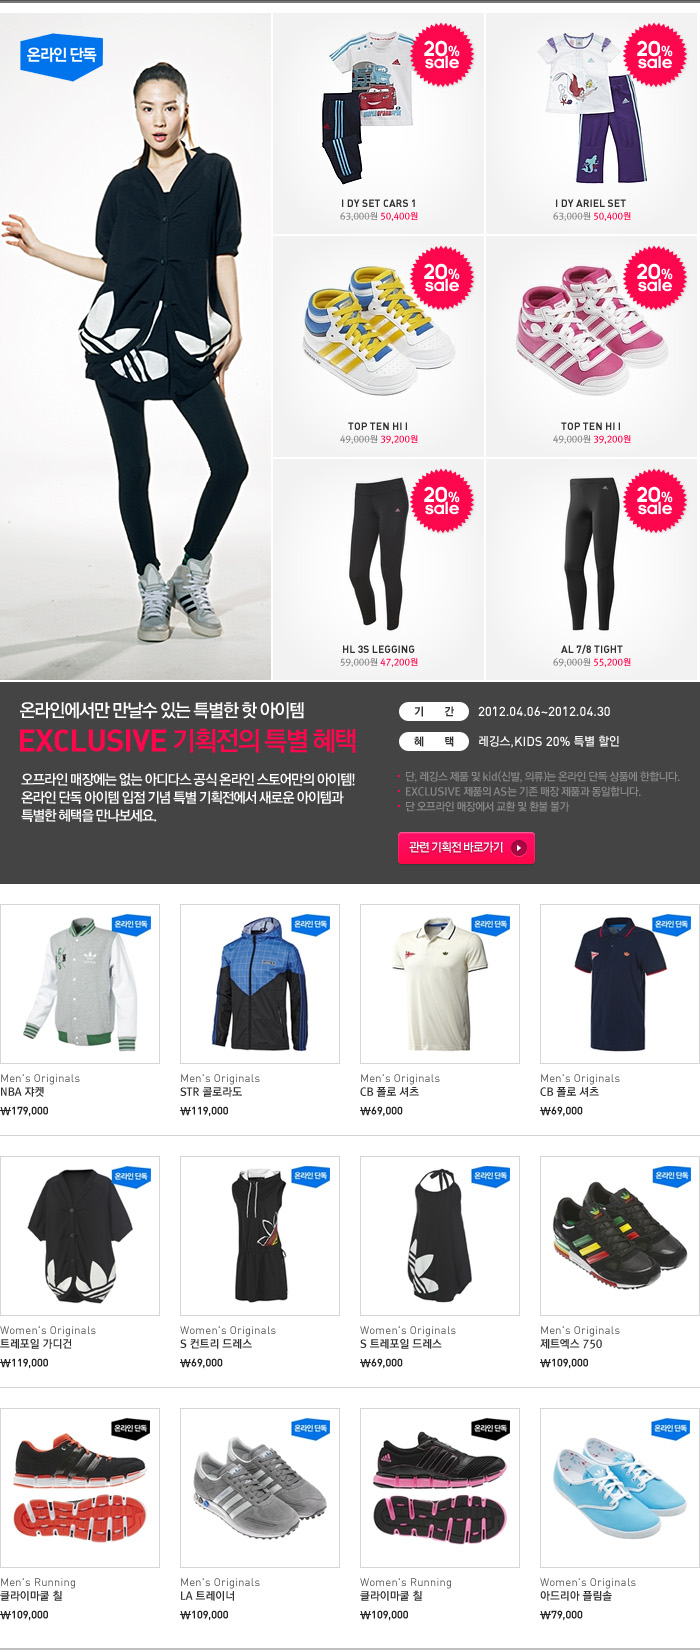 온라인 단독
20%
sale
20%
sale
I DY SET CARS 1
63,000원 50,400원
I DY ARIEL SET
63,000원 50,400원
20%
sale
20%
sale
TOP TEN HI I
49,000원 39,200원
TOP TEN HI I
49,000원 39,200원
20%
sale
20%
sale
HL 3S LEGGING
59,000원 47,200원
AL 7/8 TIGHT
69,000원 55,200원
온라인에서만 만날수 있는 특별한 핫 아이템
EXCLUSIVE 기획전의 특별 혜택
오프라인 매장에는 없는 아디다스 공식 온라인 스토어만의 아이템!
온라인 단독 아이템 입점 기념 특별 기획전에서 새로운 아이템과
특별한 혜택을 만나보세요.
기 간 2012.04.06~2012.04.30
혜 택 레깅스,KIDS 20% 특별 할인
· 단, 레깅스 제품 및 kid(신발, 의류)는 온라인 단독 상품에 한합니다.
· EXCLUSIVE 제품의 AS는 기존 매장 제품과 동일합니다.
· 단 오프라인 매장에서 교환 및 환불 불가
관련 기획전 바로가기
온라인 단독
온라인 단독
온라인 단독
온라인 단독
Men's Originals
NBA 쟈켓
₩179,000
Men's Originals
STR 콜로라도
₩119,000
Men's Originals
CB 폴로 셔츠
₩69,000
Men's Originals
CB 폴로 셔츠
₩69,000
온라인 단독
온라인 단독
온라인 단독
온라인 단독
Women's Originals
트레포일 가디건
₩119,000
Women's Originals
S 컨트리 드레스
₩69,000
Women's Originals
S 트레포일 드레스
₩69,000
Men's Originals
제트엑스 750
₩109,000
온라인 단독
온라인 단독
온라인 단독
온라인 단독
Men's Running
클라이마쿨 칠
₩109,000
Men's Originals
LA 트레이너
₩109,000
Women's Running
클라이마쿨 칠
₩109,000
Women's Originals
아드리아 플림솔
₩79,000